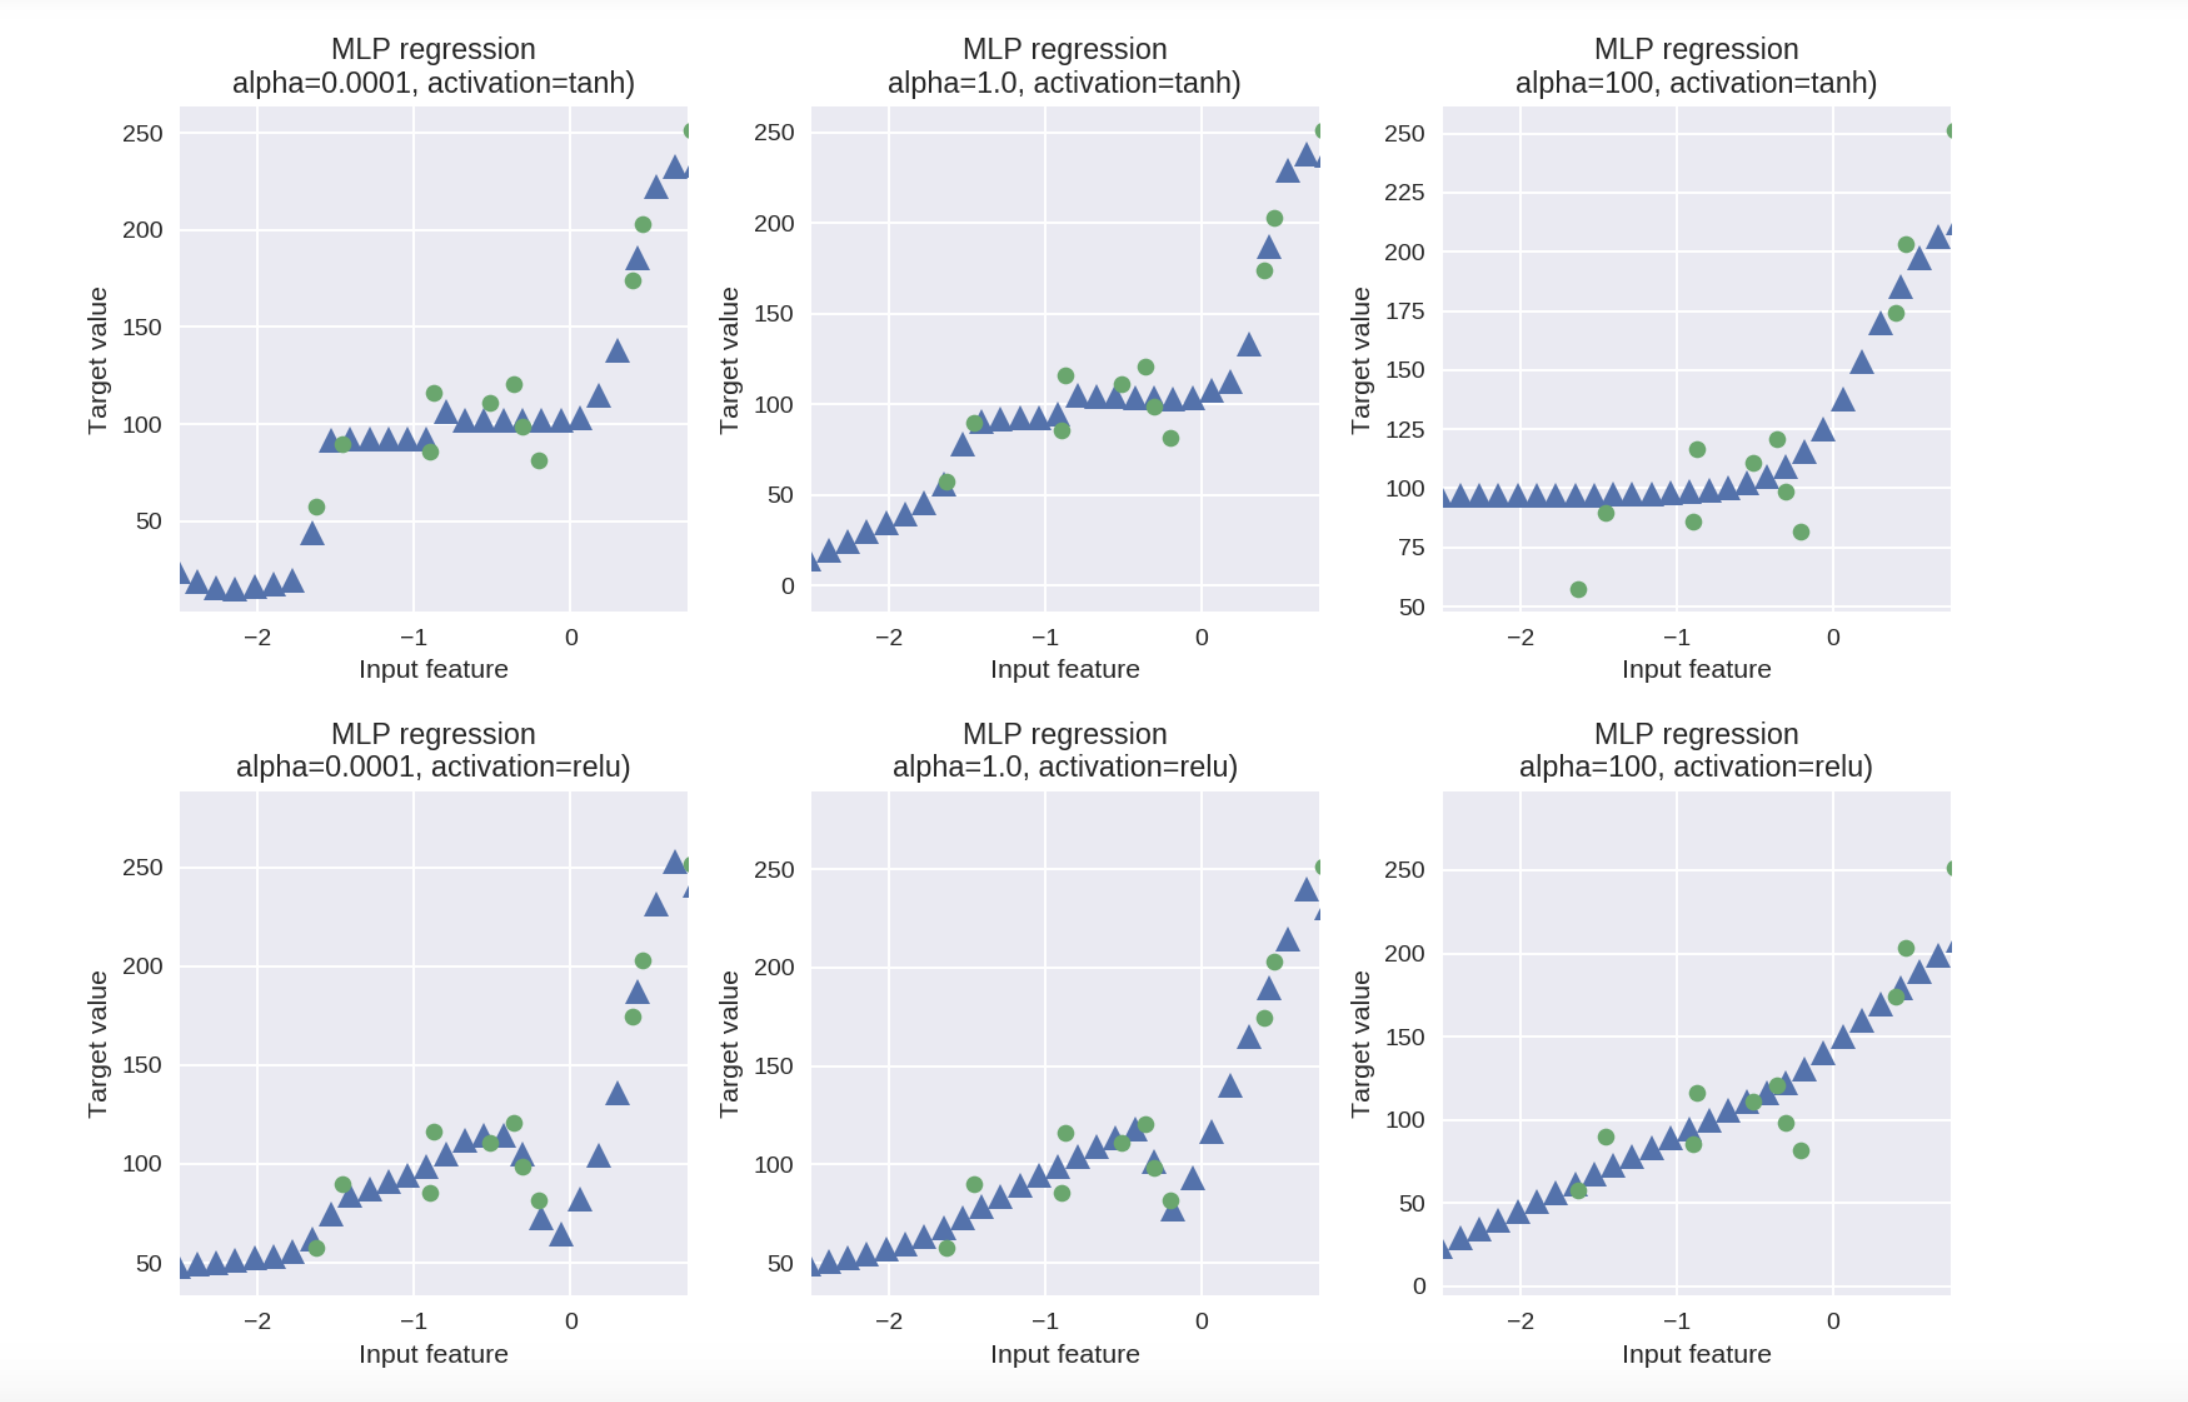 MLP regression
alpha=0.0001, activation=tanh)
250
200
150
100
50
Target value
−2 −1 0
Input feature
MLP regression
alpha=1.0, activation=tanh)
250
200
150
100
50
0
Target value
−2 −1 0
Input feature
MLP regression
alpha=100, activation=tanh)
250
225
200
175
150
125
100
75
50
Target value
−2 −1 0
Input feature
MLP regression
alpha=0.0001, activation=relu)
250
200
150
100
50
Target value
−2 −1 0
Input feature
MLP regression
alpha=1.0, activation=relu)
250
200
150
100
50
Target value
−2 −1 0
Input feature
MLP regression
alpha=100, activation=relu)
250
200
150
100
50
0
Target value
−2 −1 0
Input feature